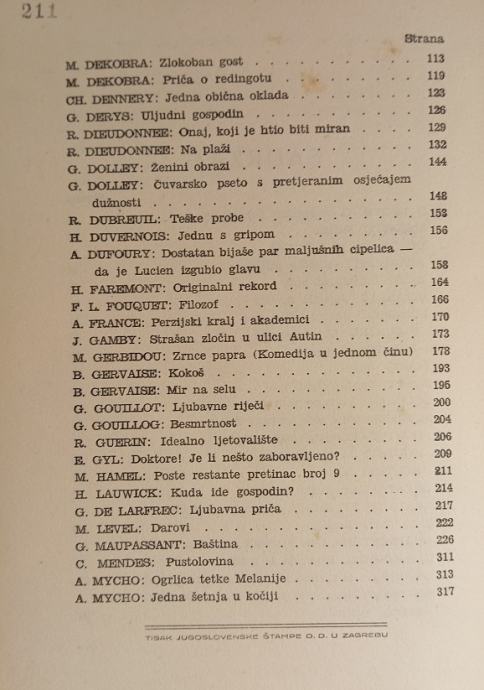 211
Strana
M. DEKOBRA: Zlokoban gost . . . . . . . . . . 113
M. DEKOBRA: Priča o redingotu . . . . . . . . 119
CH. DENNERY: Jedna obična oklada . . . . . . . 123
G. DERYS: Uljudni gospodin . . . . . . . . . . 126
R. DIEUDONNEE: Onaj, koji je htio biti miran . . . . 129
R. DIEUDONNEE: Na plaži . . . . . . . . . . 132
G. DOLLEY: Ženini obrazi . . . . . . . . . . 144
G. DOLLEY: Čuvarsko pseto s pretjeranim osjećajem
dužnosti . . . . . . . . . . . . . . 148
R. DUBREUIL: Teške probe . . . . . . . . . . 153
H. DUVERNOIS: Jednu s gripom . . . . . . . . . 156
A. DUFOURY: Dostatan bijaše par maljušnih cipelica —
da je Lucien izgubio glavu . . . . . . . . 158
H. FAREMONT: Originalni rekord . . . . . . . . 164
F. L. FOUQUET: Filozof . . . . . . . . . . . 166
A. FRANCE: Perzijski kralj i akademici . . . . . . 170
J. GAMBY: Strašan zločin u ulici Autin . . . . . . 173
M. GERBIDOU: Zrnce papra (Komedija u jednom činu) 178
B. GERVAISE: Kokoš . . . . . . . . . . . . 193
B. GERVAISE: Mir na selu . . . . . . . . . . 196
G. GOUILLOT: Ljubavne riječi . . . . . . . . . 200
G. GOUILLOG: Besmrtnost . . . . . . . . . . 204
R. GUERIN: Idealno ljetovalište . . . . . . . . 206
E. GYL: Doktore! Je li nešto zaboravljeno? . . . . . 209
M. HAMEL: Poste restante pretinac broj 9 . . . . . 211
H. LAUWICK: Kuda ide gospodin? . . . . . . . . 214
G. DE LARFREC: Ljubavna priča . . . . . . . . 217
M. LEVEL: Darovi . . . . . . . . . . . . . 222
G. MAUPASSANT: Baština . . . . . . . . . . 226
C. MENDES: Pustolovina . . . . . . . . . . . 311
A. MYCHO: Ogrlica tetke Melanije . . . . . . . . 313
A. MYCHO: Jedna šetnja u kočiji . . . . . . . . 317
TISAK JUGOSLOVENSKE ŠTAMPE D. D. U ZAGREBU